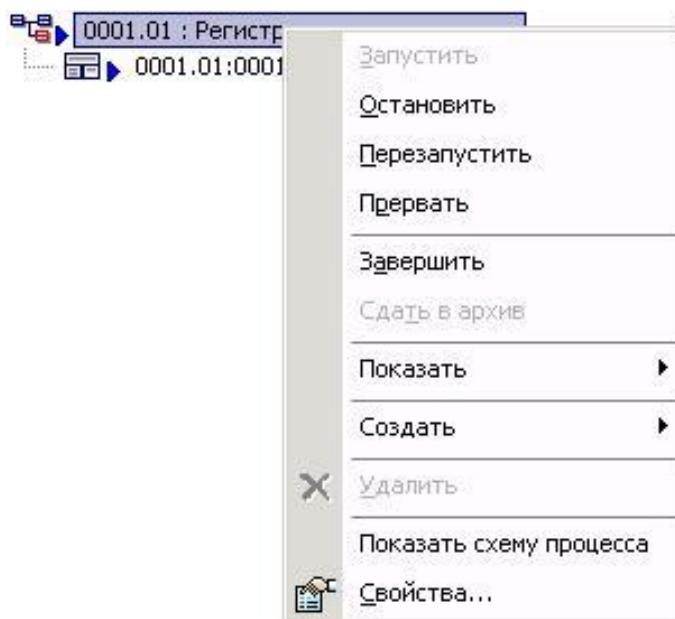 0001.01 : Регистр
0001.01:0001
Запустить
Остановить
Перезапустить
Прервать
Завершить
Сдать в архив
Показать
Создать
Удалить
Показать схему процесса
Свойства...